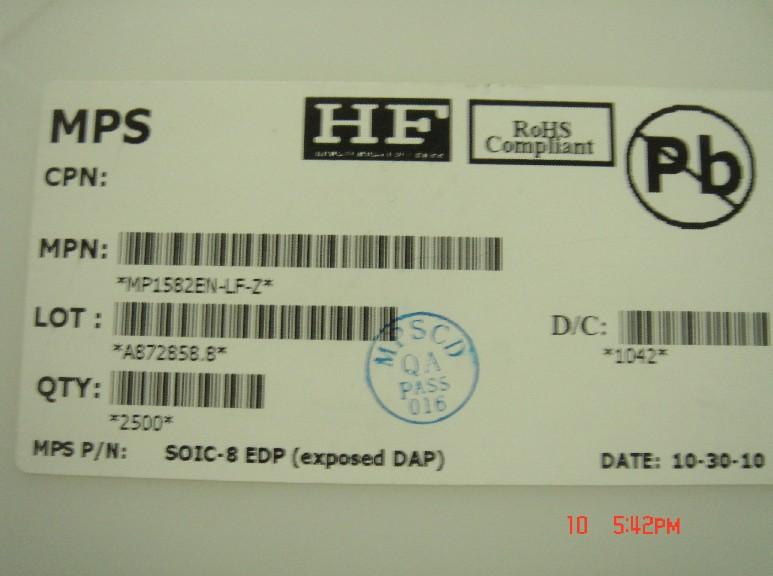 MPS
HF
RoHS
Compliant
Pb
CPN:
MPN:
*MP1582EN-LF-Z*
LOT :
*A872858.8*
D/C:
*1042*
MPSCD
QA
PASS
016
QTY:
*2500*
MPS P/N: SOIC-8 EDP (exposed DAP)
DATE: 10-30-10
10 5:42PM